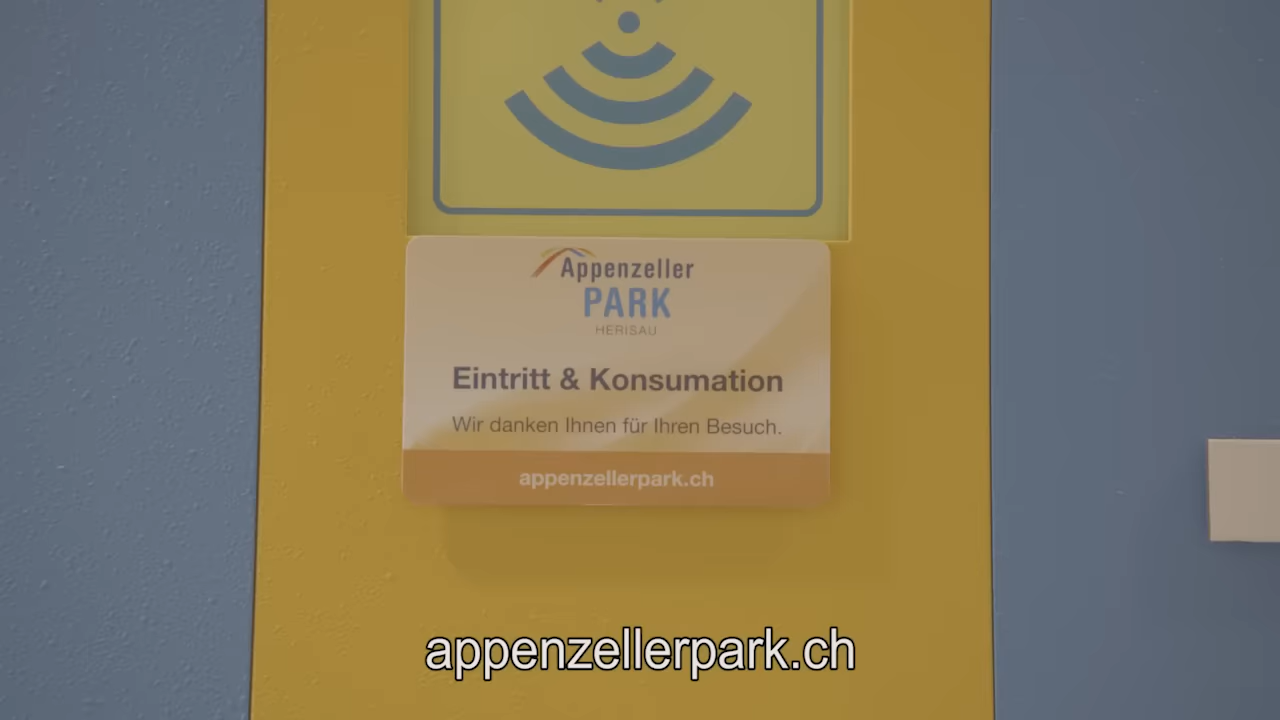 Appenzeller
PARK
HERISAU
Eintritt & Konsumation
Wir danken Ihnen für Ihren Besuch.
appenzellerpark.ch
appenzellerpark.ch